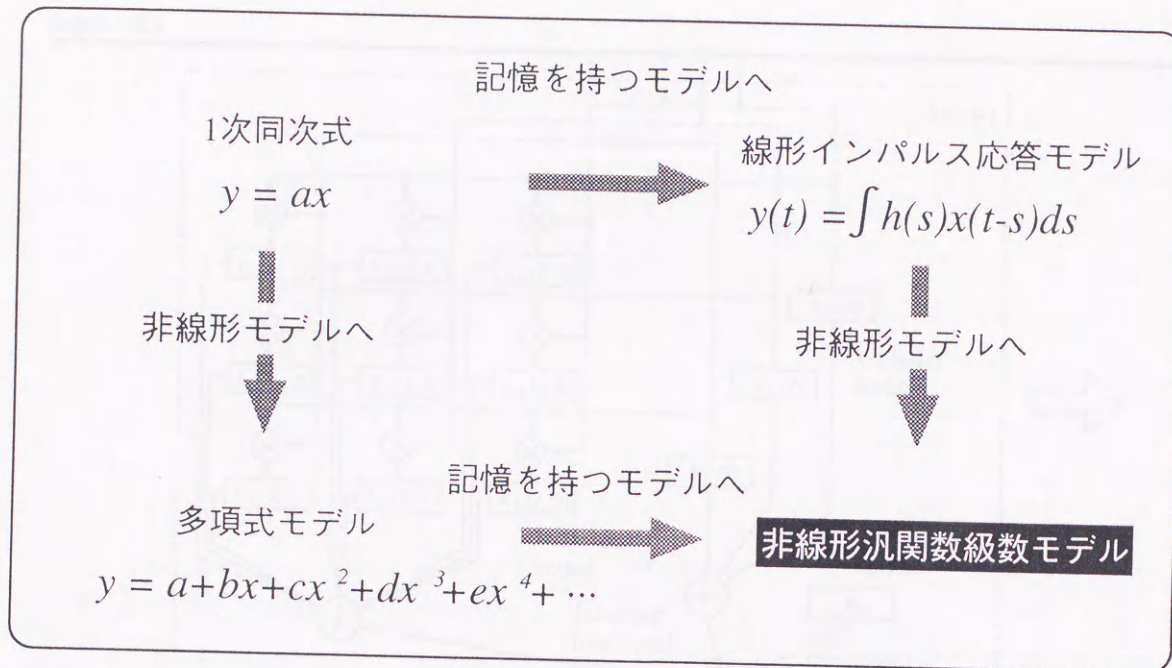 記憶を持つモデルへ
1次同次式
線形インパルス応答モデル
y = ax
y(t) = ∫ h(s)x(t-s)ds
非線形モデルへ
非線形モデルへ
記憶を持つモデルへ
多項式モデル
非線形汎関数級数モデル
y = a+bx+cx²+dx³+ex⁴+ ···